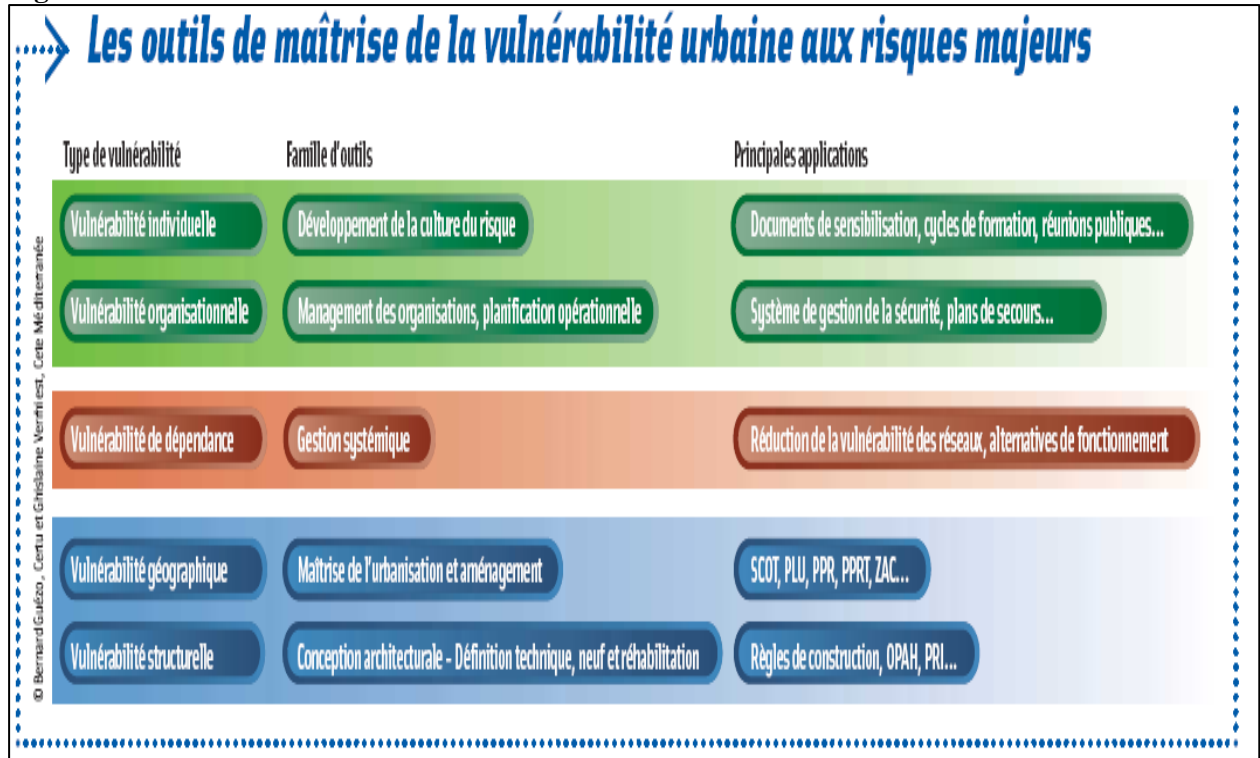 Les outils de maîtrise de la vulnérabilité urbaine aux risques majeurs
Type de vulnérabilité Famille d'outils Principales applications
Vulnérabilité individuelle Développement de la culture du risque Documents de sensibilisation, cycles de formation, réunions publiques...
Vulnérabilité organisationnelle Management des organisations, planification opérationnelle Système de gestion de la sécurité, plans de secours...
Vulnérabilité de dépendance Gestion systémique Réduction de la vulnérabilité des réseaux, alternatives de fonctionnement
Vulnérabilité géographique Maîtrise de l'urbanisation et aménagement SCOT, PLU, PPR, PPRT, ZAC...
Vulnérabilité structurelle Conception architecturale – Définition technique, neuf et réhabilitation Règles de construction, OPAH, PRI...
© Bernard Guézo, Certu et Ghislaine Verrhiest, Cete Méditerranée